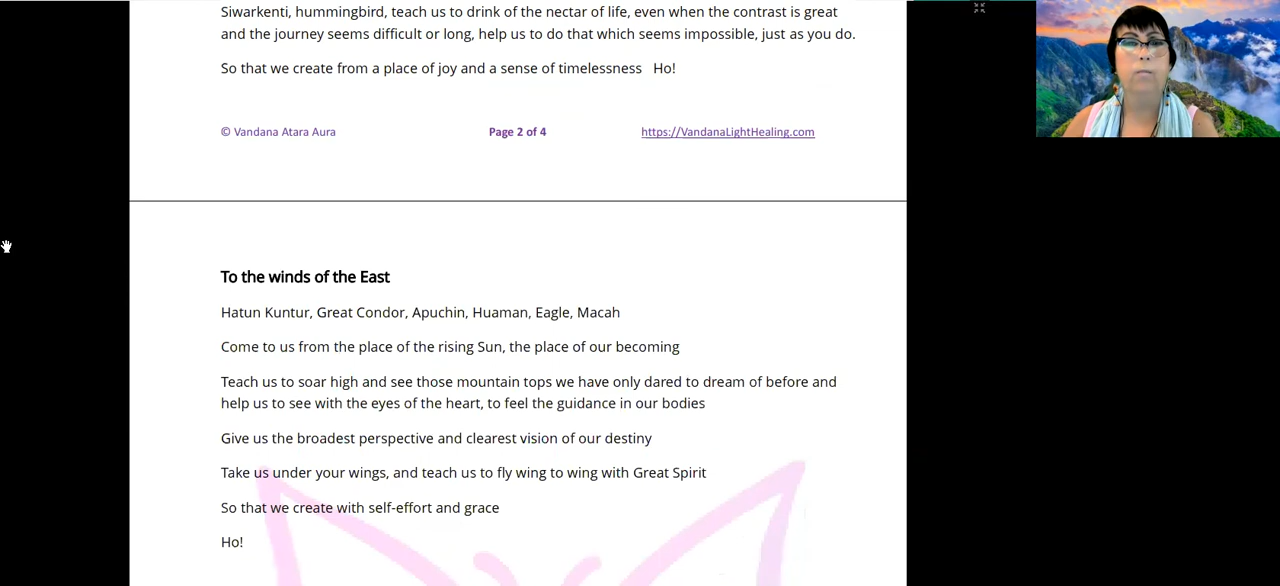 Siwarkenti, hummingbird, teach us to drink of the nectar of life, even when the contrast is great
and the journey seems difficult or long, help us to do that which seems impossible, just as you do.
So that we create from a place of joy and a sense of timelessness   Ho!
© Vandana Atara Aura Page 2 of 4 https://VandanaLightHealing.com
To the winds of the East
Hatun Kuntur, Great Condor, Apuchin, Huaman, Eagle, Macah
Come to us from the place of the rising Sun, the place of our becoming
Teach us to soar high and see those mountain tops we have only dared to dream of before and
help us to see with the eyes of the heart, to feel the guidance in our bodies
Give us the broadest perspective and clearest vision of our destiny
Take us under your wings, and teach us to fly wing to wing with Great Spirit
So that we create with self-effort and grace
Ho!